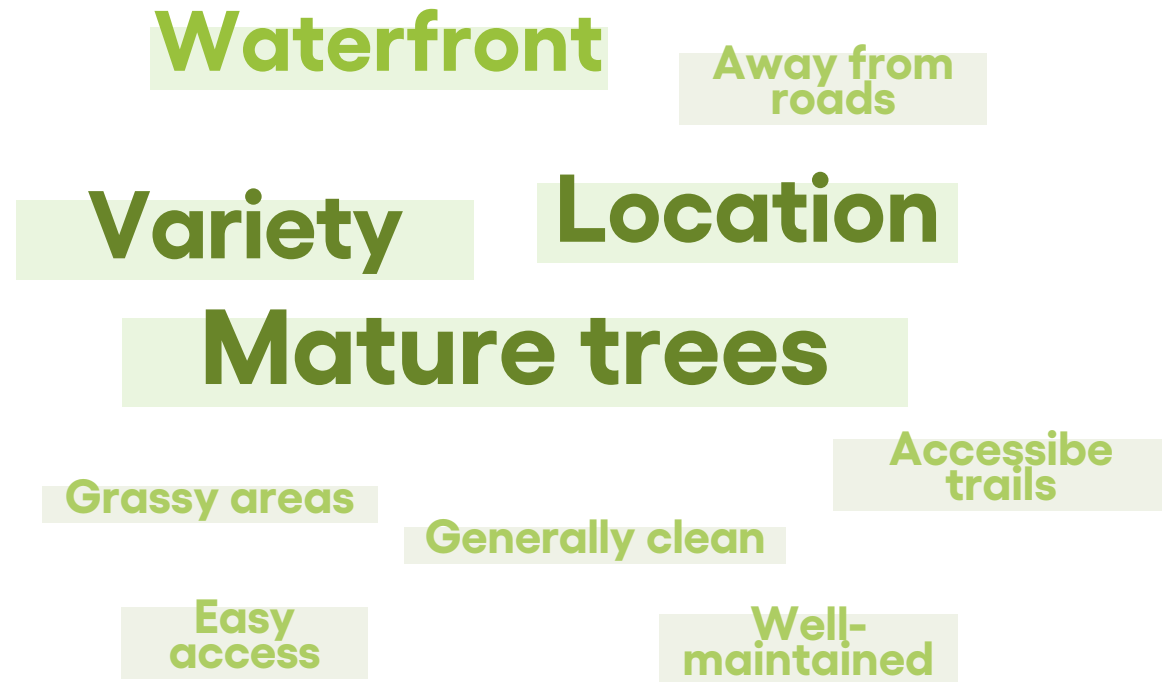 Waterfront
Away from
roads
Variety
Location
Mature trees
Accessibe
trails
Grassy areas
Generally clean
Easy
access
Well-
maintained